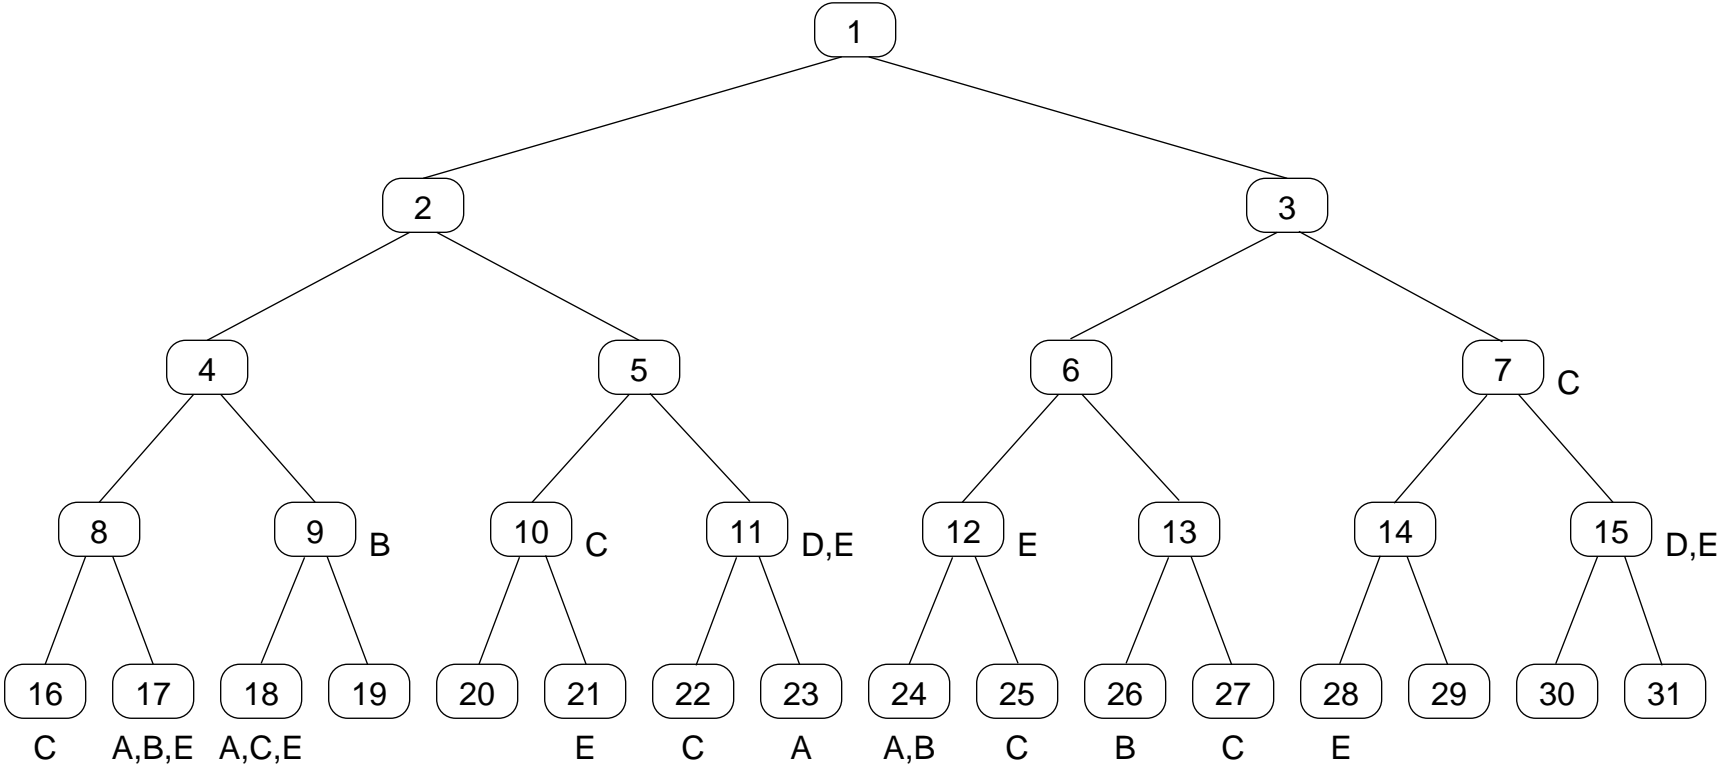 1
2 3
4 5 6 7 C
8 9 B 10 C 11 D,E 12 E 13 14 15 D,E
16 17 18 19 20 21 22 23 24 25 26 27 28 29 30 31
C A,B,E A,C,E E C A A,B C B C E